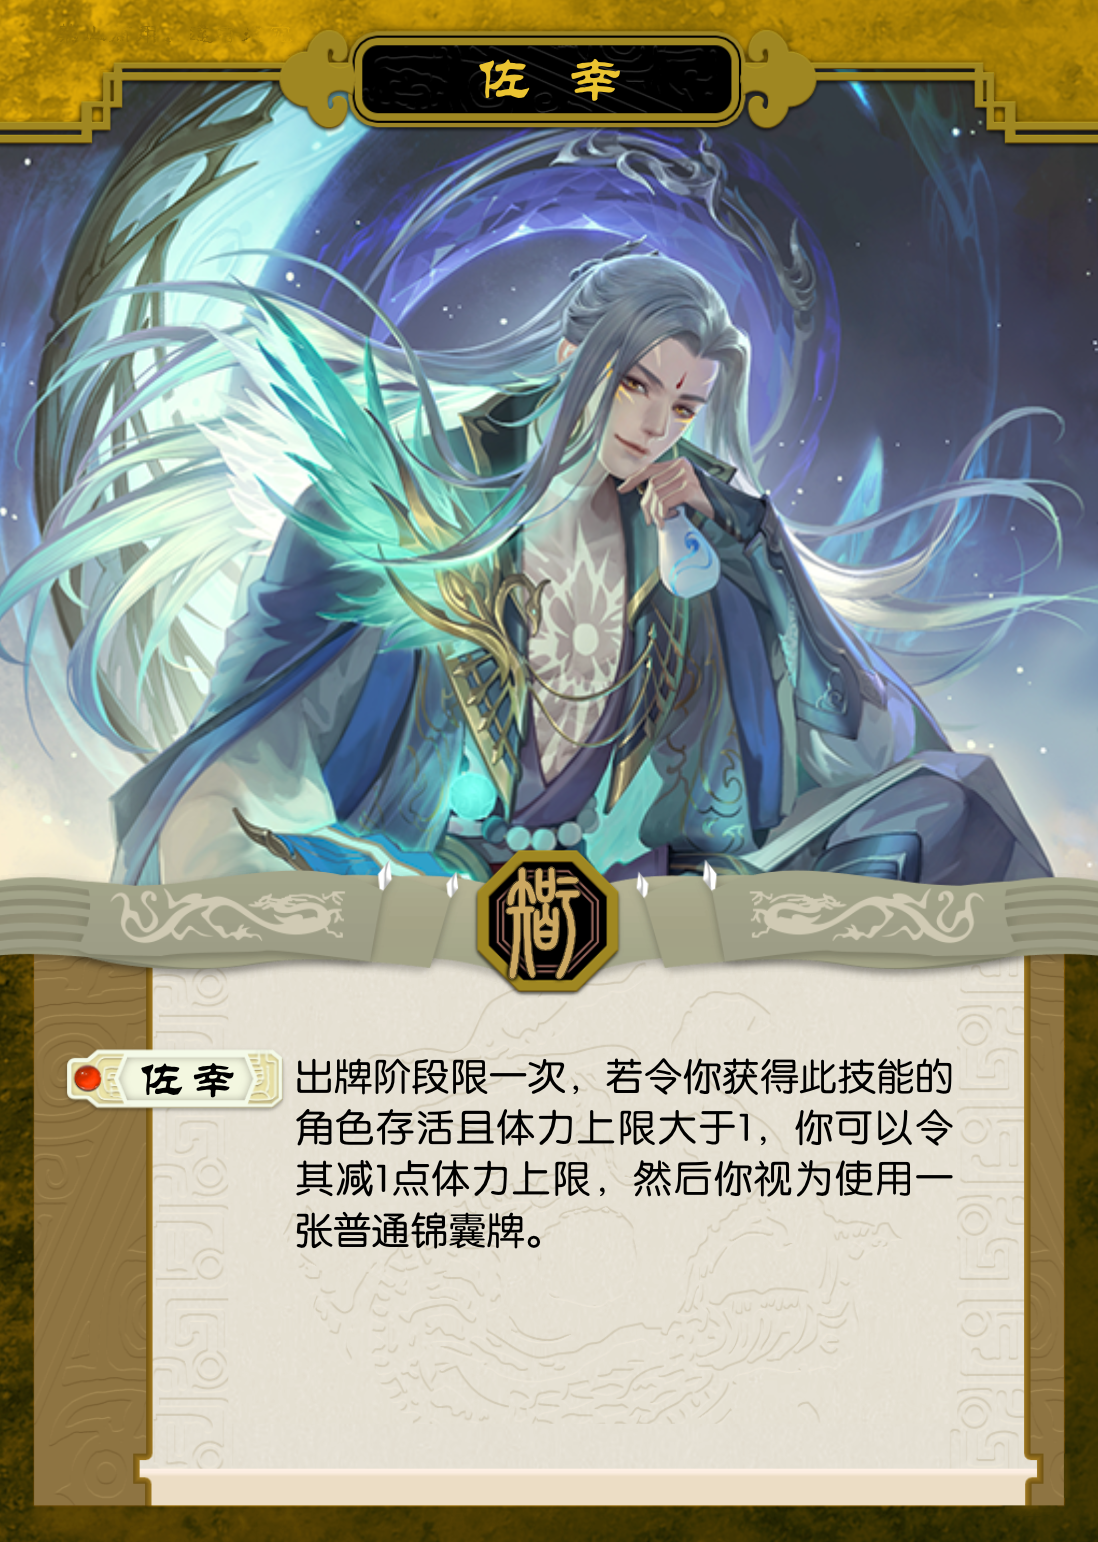 佐幸
衍
佐幸
出牌阶段限一次，若令你获得此技能的
角色存活且体力上限大于1，你可以令
其减1点体力上限，然后你视为使用一
张普通锦囊牌。